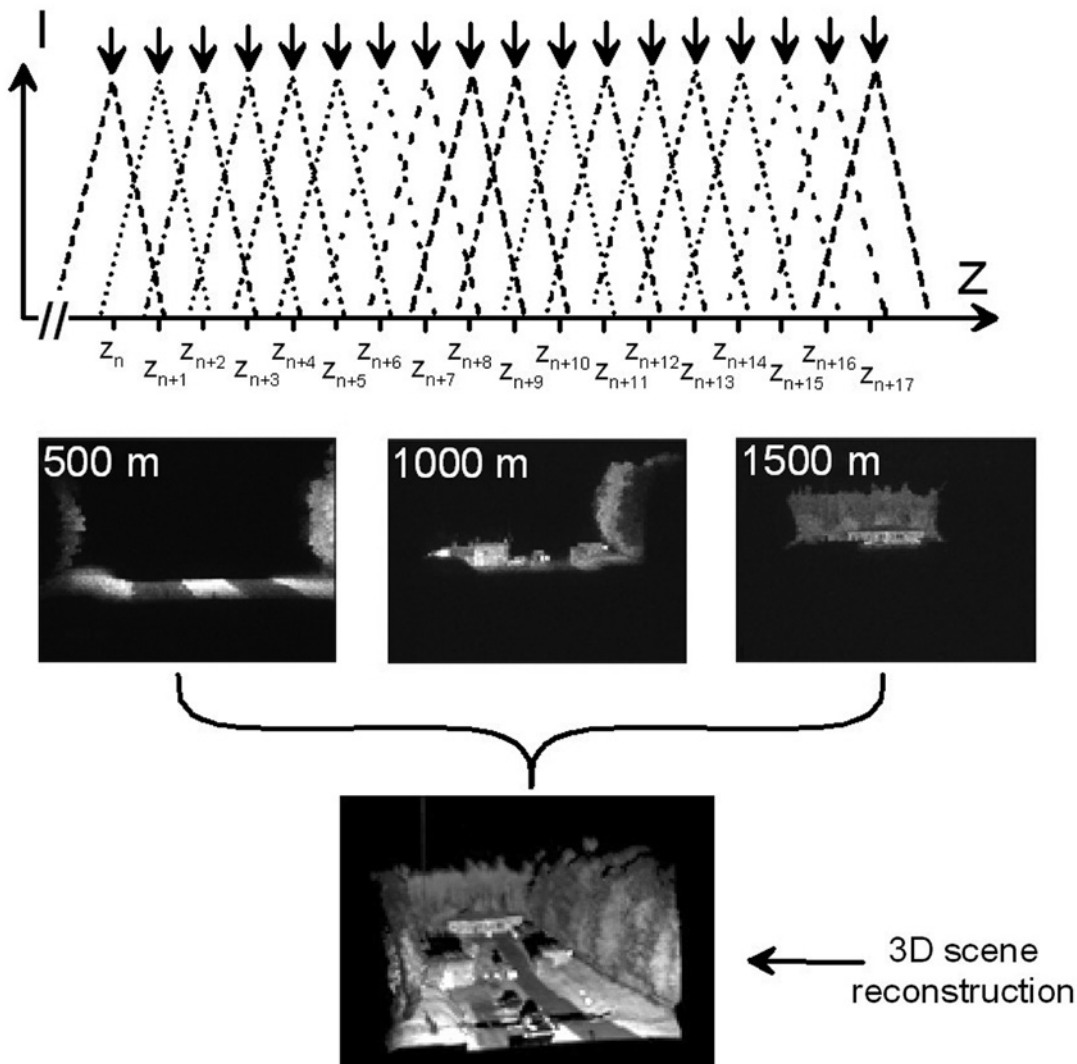 I
Z
//
z_n
z_n+1
z_n+2
z_n+3
z_n+4
z_n+5
z_n+6
z_n+7
z_n+8
z_n+9
z_n+10
z_n+11
z_n+12
z_n+13
z_n+14
z_n+15
z_n+16
z_n+17
500 m
1000 m
1500 m
3D scene
reconstruction